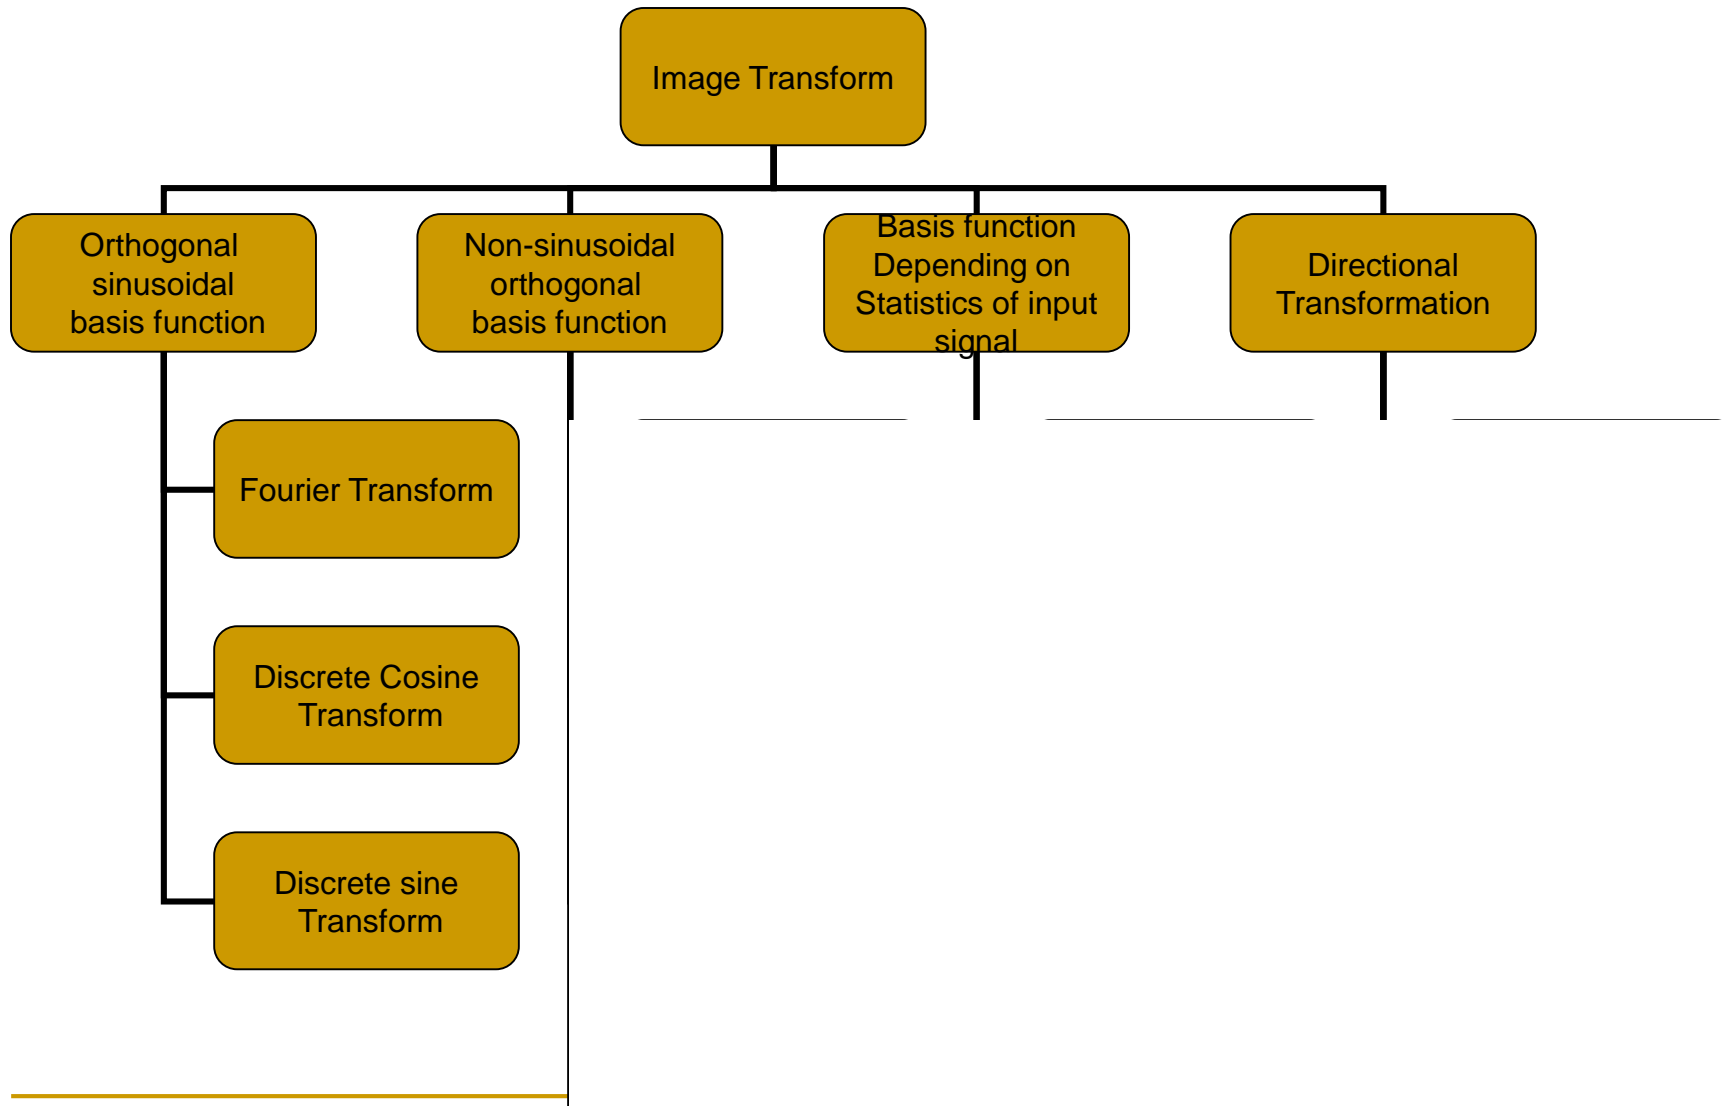 Image Transform
Orthogonal
sinusoidal
basis function
Non-sinusoidal
orthogonal
basis function
Basis function
Depending on
Statistics of input
signal
Directional
Transformation
Fourier Transform
Discrete Cosine
Transform
Discrete sine
Transform